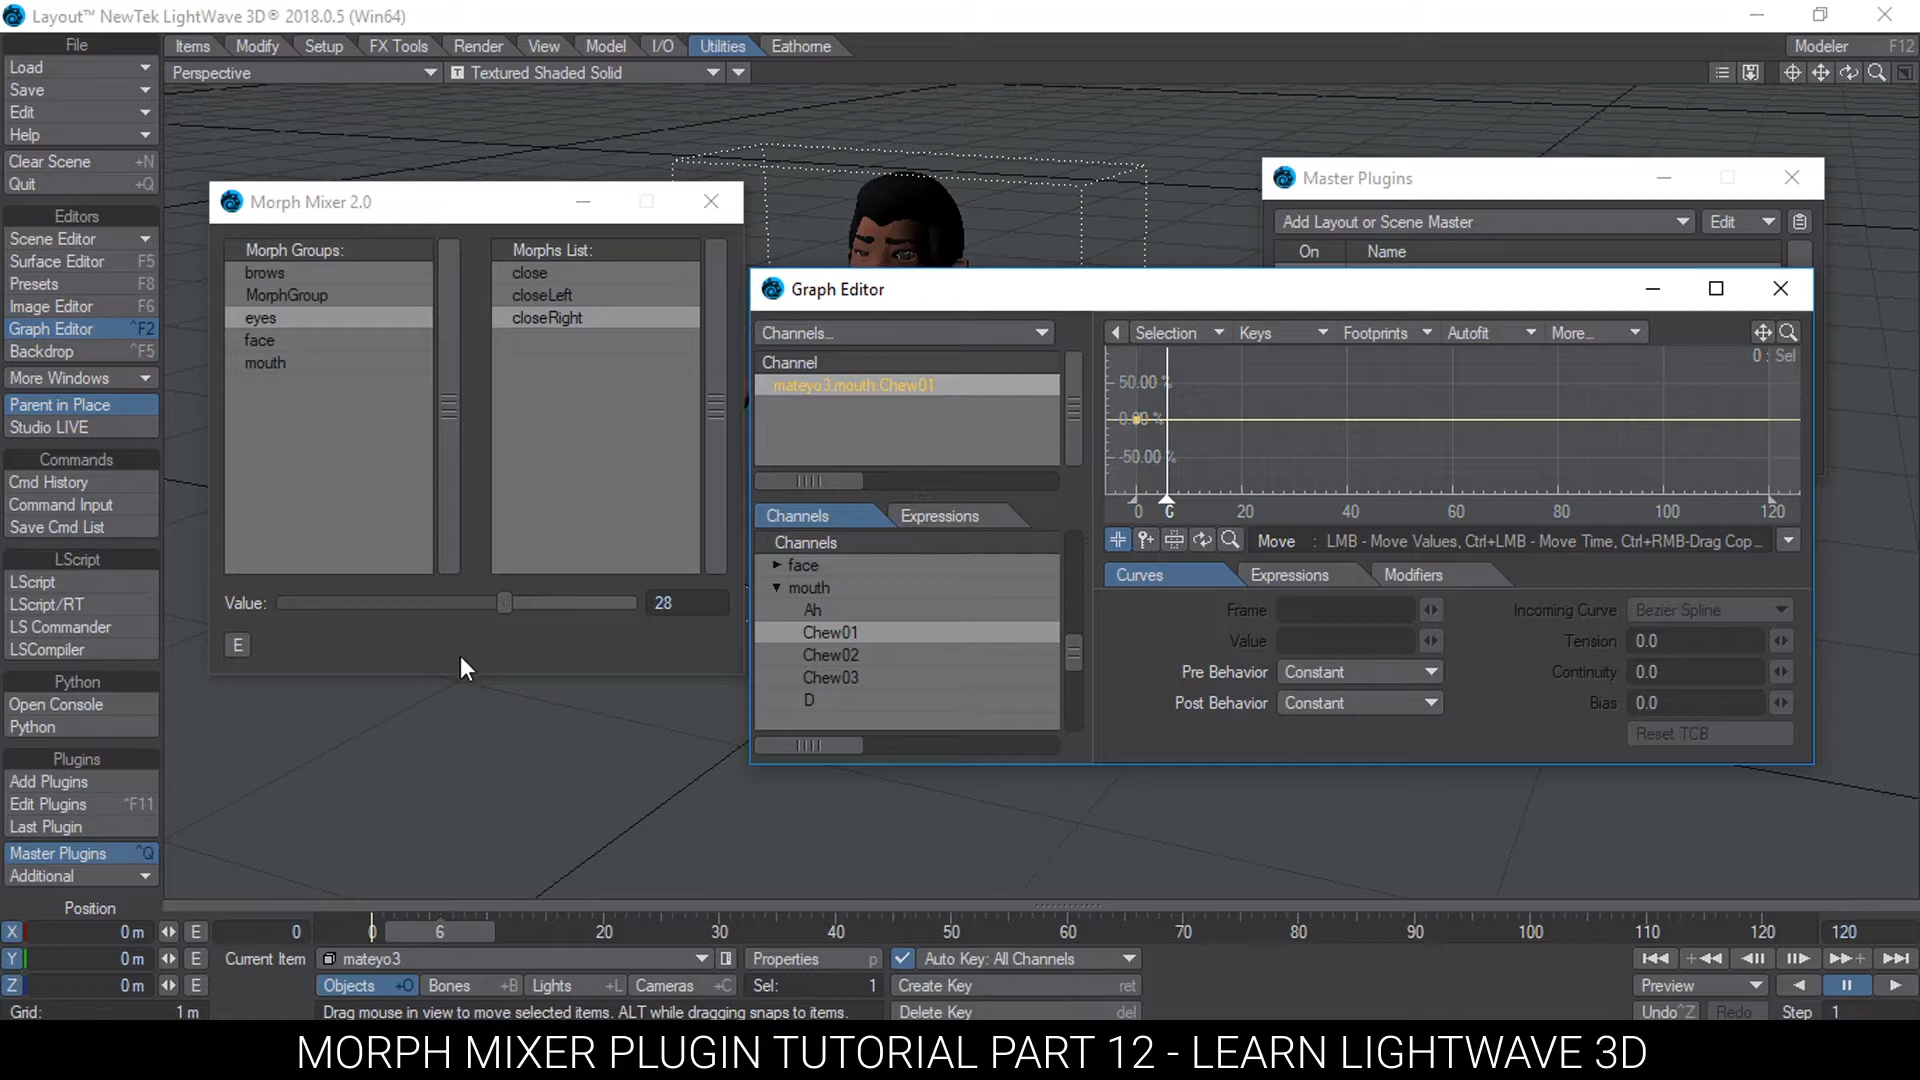 Layout™ NewTek LightWave 3D® 2018.0.5 (Win64)
File
Items Modify Setup FX Tools Render View Model I/O Utilities Eathorne Modeler F12
Load
Perspective T Textured Shaded Solid
Save
Edit
Help
Clear Scene +N
Quit +Q
Editors
Scene Editor
Surface Editor F5
Presets F8
Image Editor F6
Graph Editor ^F2
Backdrop ^F5
More Windows
Parent in Place
Studio LIVE
Commands
Cmd History
Command Input
Save Cmd List
LScript
LScript
LScript/RT
LS Commander
LSCompiler
Python
Open Console
Python
Plugins
Add Plugins
Edit Plugins *F11
Last Plugin
Master Plugins ^Q
Additional
Morph Mixer 2.0
Morph Groups: Morphs List:
brows close
MorphGroup closeLeft
eyes closeRight
face
mouth
Value: 28
E
Master Plugins
Add Layout or Scene Master Edit
On Name
Graph Editor
Channels...
Channel
mateyo3.mouth.Chew01
Channels Expressions
Channels
face
mouth
Ah
Chew01
Chew02
Chew03
D
Selection Keys Footprints Autofit More...
0 : Sel
50.00 %
0.00 %
-50.00 %
0 6 20 40 60 80 100 120
Move : LMB - Move Values, Ctrl+LMB - Move Time, Ctrl+RMB-Drag Cop...
Curves Expressions Modifiers
Frame Incoming Curve Bezier Spline
Value Tension 0.0
Pre Behavior Constant Continuity 0.0
Post Behavior Constant Bias 0.0
Reset TCB
Position
X 0 m E 0 0 6 20 30 40 50 60 70 80 90 100 110 120 120
Y 0 m E Current Item mateyo3 Properties p Auto Key: All Channels
Z 0 m E Objects +O Bones +B Lights +L Cameras +C Sel: 1 Create Key ret Preview
Grid: 1 m Drag mouse in view to move selected items. ALT while dragging snaps to items. Delete Key del Undo ^Z Redo Step 1
MORPH MIXER PLUGIN TUTORIAL PART 12 - LEARN LIGHTWAVE 3D